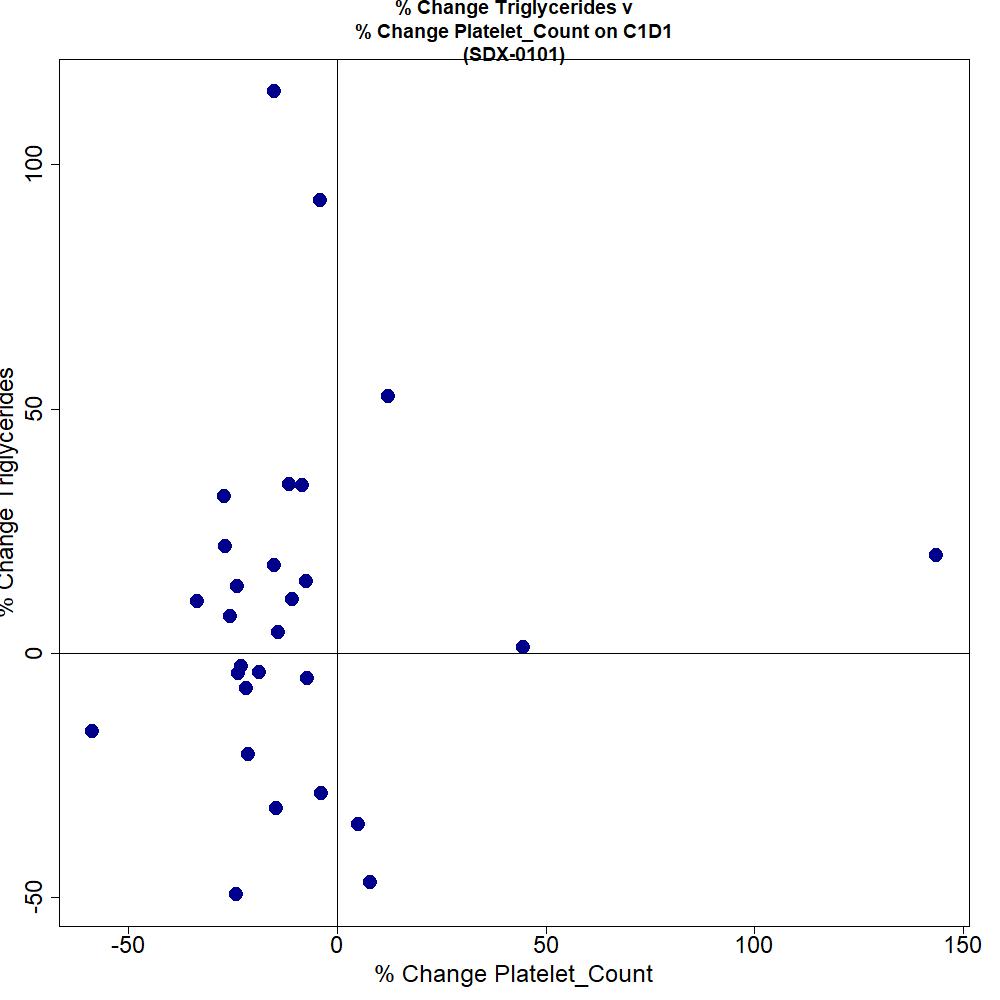 % Change Triglycerides v
% Change Platelet_Count on C1D1
(SDX-0101)
% Change Triglycerides
100
50
0
-50
-50
0
50
100
150
% Change Platelet_Count